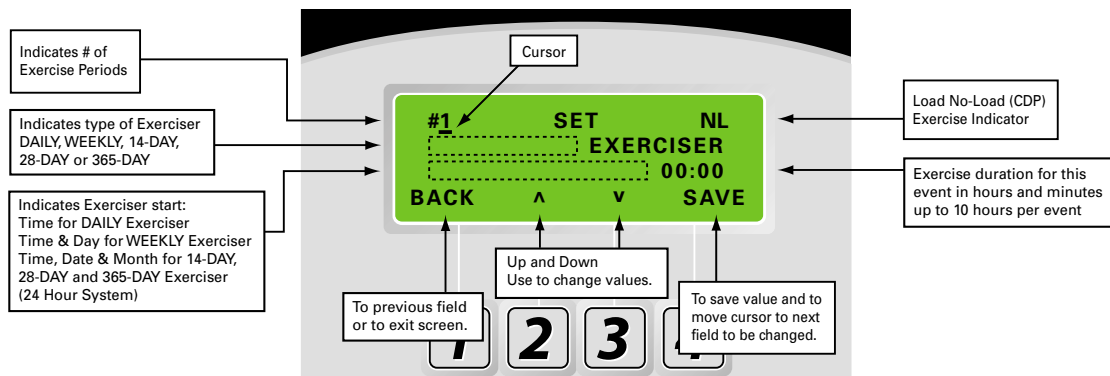 Indicates # of
Exercise Periods
Cursor
Indicates type of Exerciser
DAILY, WEEKLY, 14-DAY,
28-DAY or 365-DAY
Indicates Exerciser start:
Time for DAILY Exerciser
Time & Day for WEEKLY Exerciser
Time, Date & Month for 14-DAY,
28-DAY and 365-DAY Exerciser
(24 Hour System)
#1 SET NL
EXERCISER
00:00
BACK ʌ v SAVE
Load No-Load (CDP)
Exercise Indicator
Exercise duration for this
event in hours and minutes
up to 10 hours per event
To previous field
or to exit screen.
Up and Down
Use to change values.
To save value and to
move cursor to next
field to be changed.
1 2 3 4